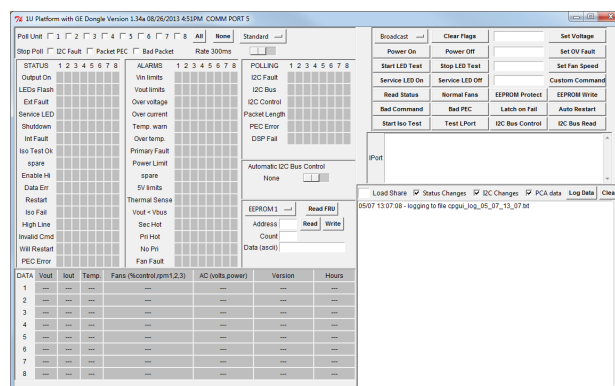 1U Platform with GE Dongle Version 1.34a 08/26/2013 4:51PM COMM PORT 5
Poll Unit 1 2 3 4 5 6 7 8 All None Standard
Stop Poll I2C Fault Packet PEC Bad Packet Rate 300ms
STATUS 1 2 3 4 5 6 7 8
Output On
LEDs Flash
Ext Fault
Service LED
Shutdown
Int Fault
Iso Test Ok
spare
Enable Hi
Data Err
Restart
Iso Fail
High Line
Invalid Cmd
Will Restart
PEC Error
ALARMS 1 2 3 4 5 6 7 8
Vin limits
Vout limits
Over voltage
Over current
Temp. warn
Over temp.
Primary Fault
Power Limit
spare
5V limits
Thermal Sense
Vout < Vbus
Sec Hot
Pri Hot
No Pri
Fan Fault
POLLING 1 2 3 4 5 6 7 8
I2C Fault
I2C Bus
I2C Control
Packet Length
PEC Error
DSP Fail
Automatic I2C Bus Control
None
EEPROM1 Read FRU
Address Read Write
Count
Data (ascii)
DATA Vout Iout Temp. Fans (%control,rpm1,2,3) AC (volts,power) Version Hours
1 --- --- --- --- --- --- ---
2 --- --- --- --- --- --- ---
3 --- --- --- --- --- --- ---
4 --- --- --- --- --- --- ---
5 --- --- --- --- --- --- ---
6 --- --- --- --- --- --- ---
7 --- --- --- --- --- --- ---
8 --- --- --- --- --- --- ---
Broadcast Clear Flags Set Voltage
Power On Power Off Set OV Fault
Start LED Test Stop LED Test Set Fan Speed
Service LED On Service LED Off Custom Command
Read Status Normal Fans EEPROM Protect EEPROM Write
Bad Command Bad PEC Latch on Fail Auto Restart
Start Iso Test Test LPort I2C Bus Control I2C Bus Read
lPort
Load Share Status Changes I2C Changes PCA data Log Data Clea
05/07 13:07:08 - logging to file cpgui_log_05_07_13_07.txt